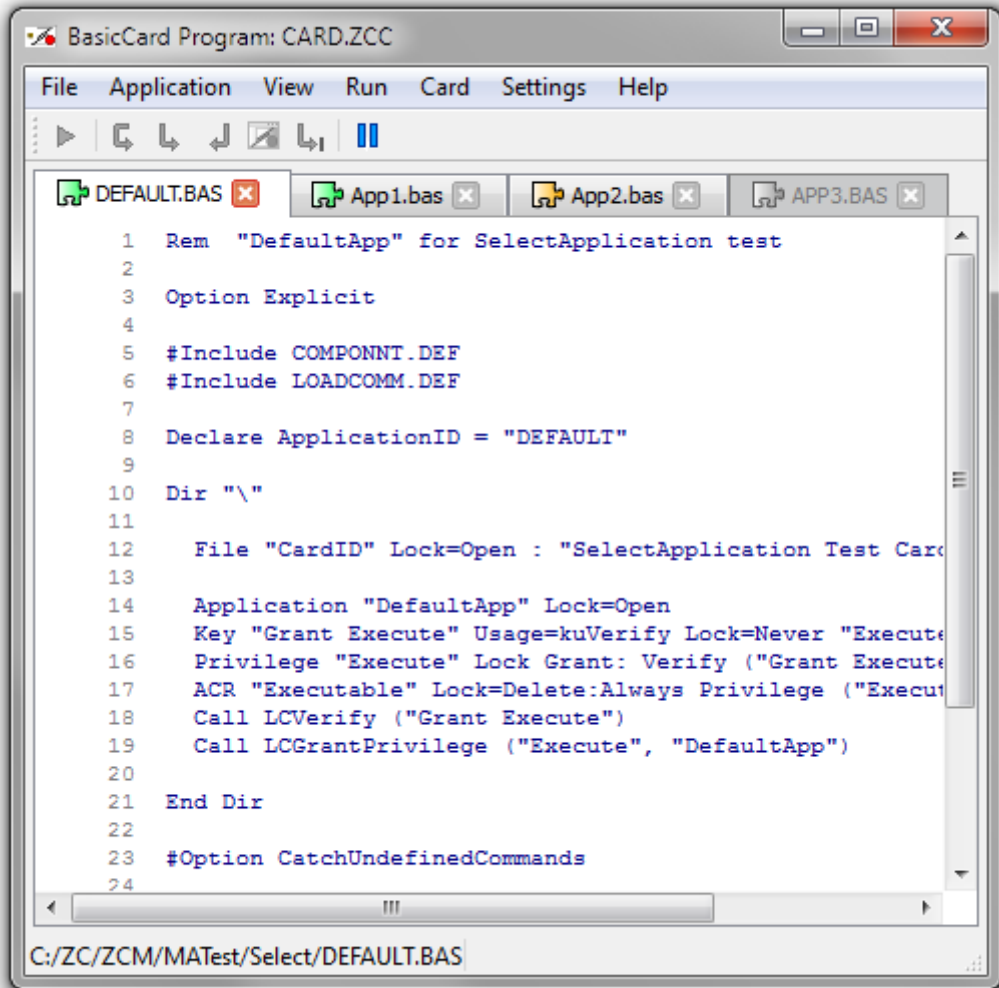 BasicCard Program: CARD.ZCC
File Application View Run Card Settings Help
DEFAULT.BAS App1.bas App2.bas APP3.BAS
1 Rem "DefaultApp" for SelectApplication test
2
3 Option Explicit
4
5 #Include COMPONNT.DEF
6 #Include LOADCOMM.DEF
7
8 Declare ApplicationID = "DEFAULT"
9
10 Dir "\"
11
12 File "CardID" Lock=Open : "SelectApplication Test Card
13
14 Application "DefaultApp" Lock=Open
15 Key "Grant Execute" Usage=kuVerify Lock=Never "Execute
16 Privilege "Execute" Lock Grant: Verify ("Grant Execute
17 ACR "Executable" Lock=Delete:Always Privilege ("Execut
18 Call LCVerify ("Grant Execute")
19 Call LCGrantPrivilege ("Execute", "DefaultApp")
20
21 End Dir
22
23 #Option CatchUndefinedCommands
24
C:/ZC/ZCM/MATest/Select/DEFAULT.BAS